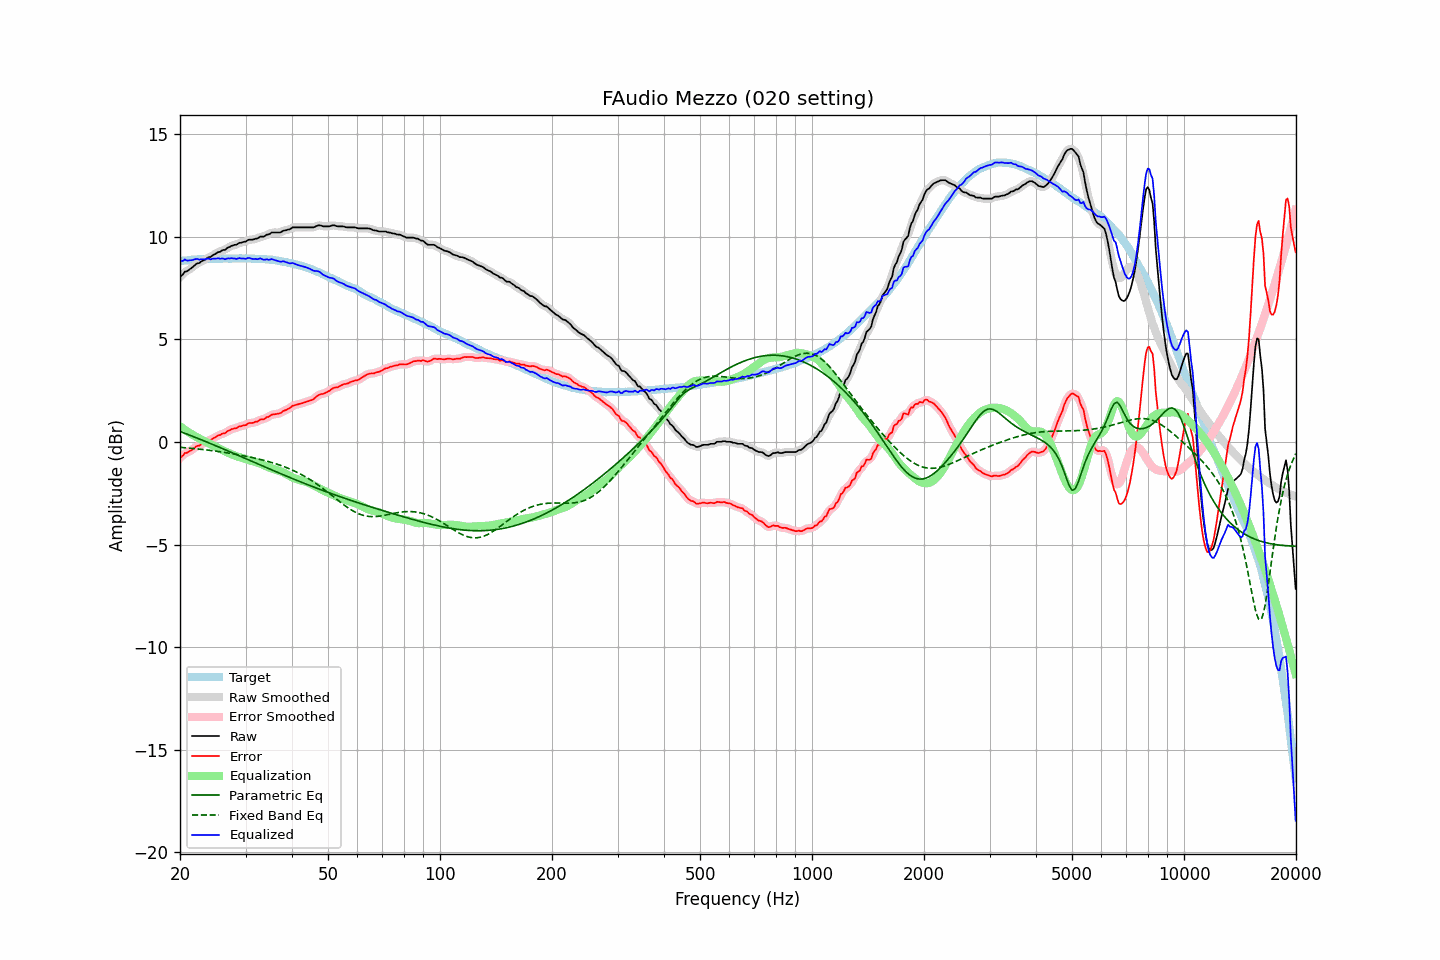 FAudio Mezzo (020 setting)
15
10
5
0
−5
−10
−15
−20
Amplitude (dBr)
Target
Raw Smoothed
Error Smoothed
Raw
Error
Equalization
Parametric Eq
Fixed Band Eq
Equalized
20 50 100 200 500 1000 2000 5000 10000 20000
Frequency (Hz)